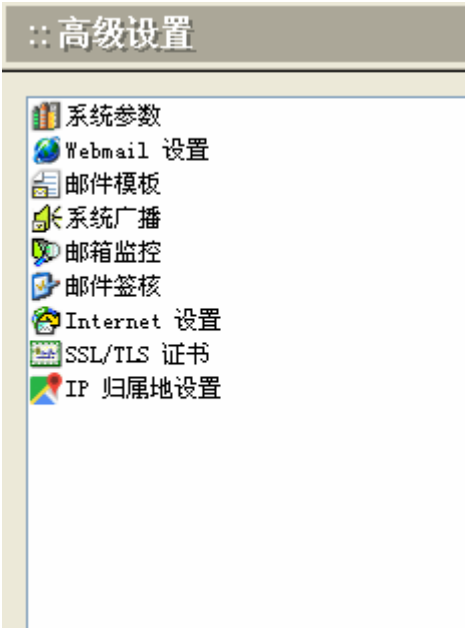 :: 高级设置
系统参数
Webmail 设置
邮件模板
系统广播
邮箱监控
邮件签核
Internet 设置
SSL/TLS 证书
IP 归属地设置